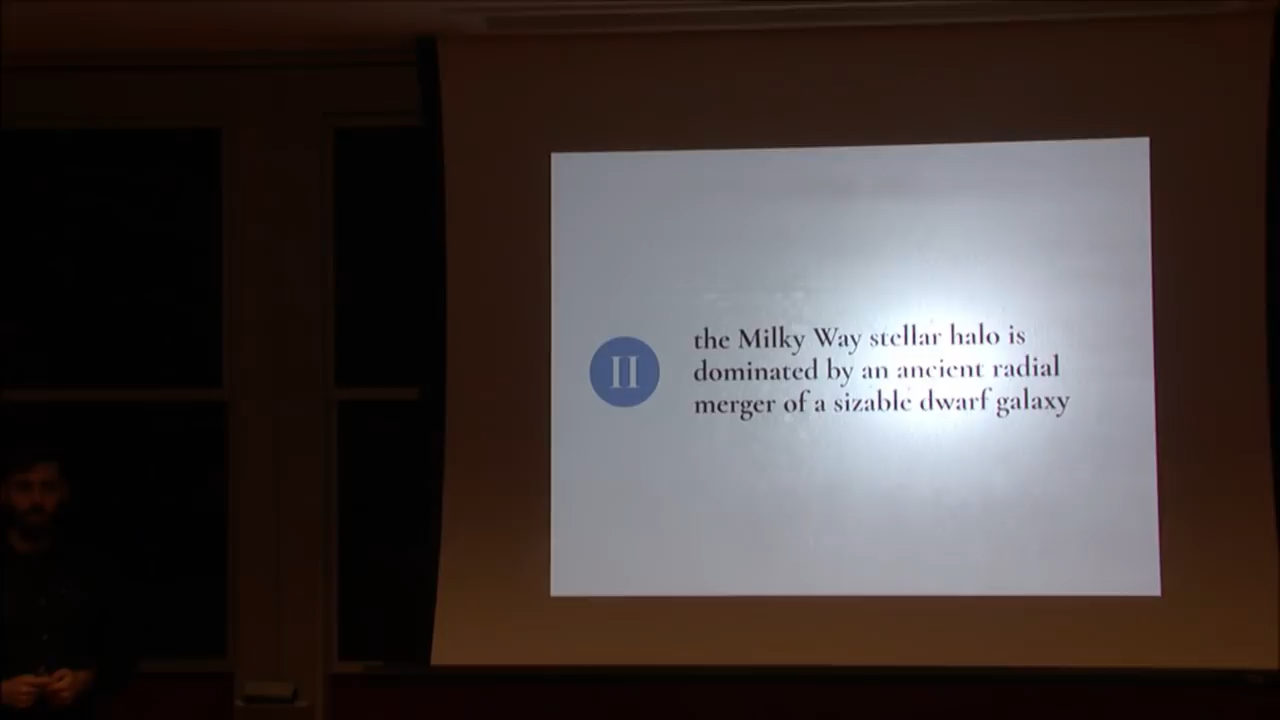 II
the Milky Way stellar halo is
dominated by an ancient radial
merger of a sizable dwarf galaxy